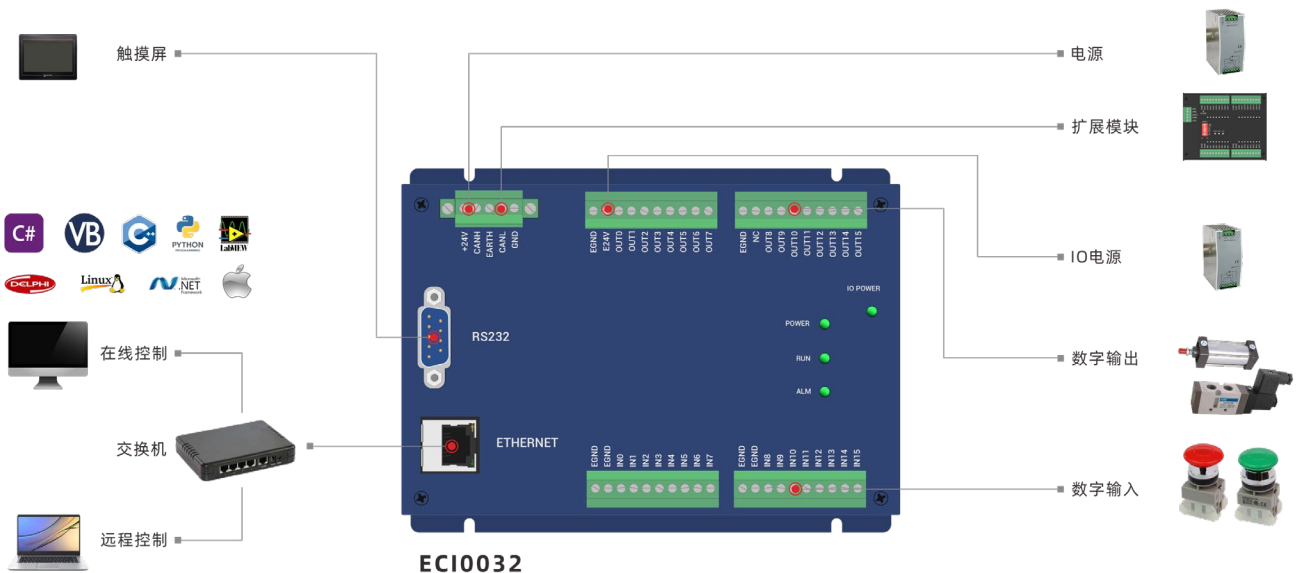 触摸屏
电源
扩展模块
IO电源
数字输出
数字输入
C#
VB
C++
PYTHON
PROGRAMMING
LabVIEW
DELPHI
Linux
Microsoft
.NET
Framework
在线控制
交换机
远程控制
+24V
CANH
EARTH
CANL
GND
EGND
E24V
OUT0
OUT1
OUT2
OUT3
OUT4
OUT5
OUT6
OUT7
EGND
NC
OUT8
OUT9
OUT10
OUT11
OUT12
OUT13
OUT14
OUT15
IO POWER
POWER
RUN
ALM
RS232
ETHERNET
EGND
EGND
IN0
IN1
IN2
IN3
IN4
IN5
IN6
IN7
EGND
EGND
IN8
IN9
IN10
IN11
IN12
IN13
IN14
IN15
ECI0032